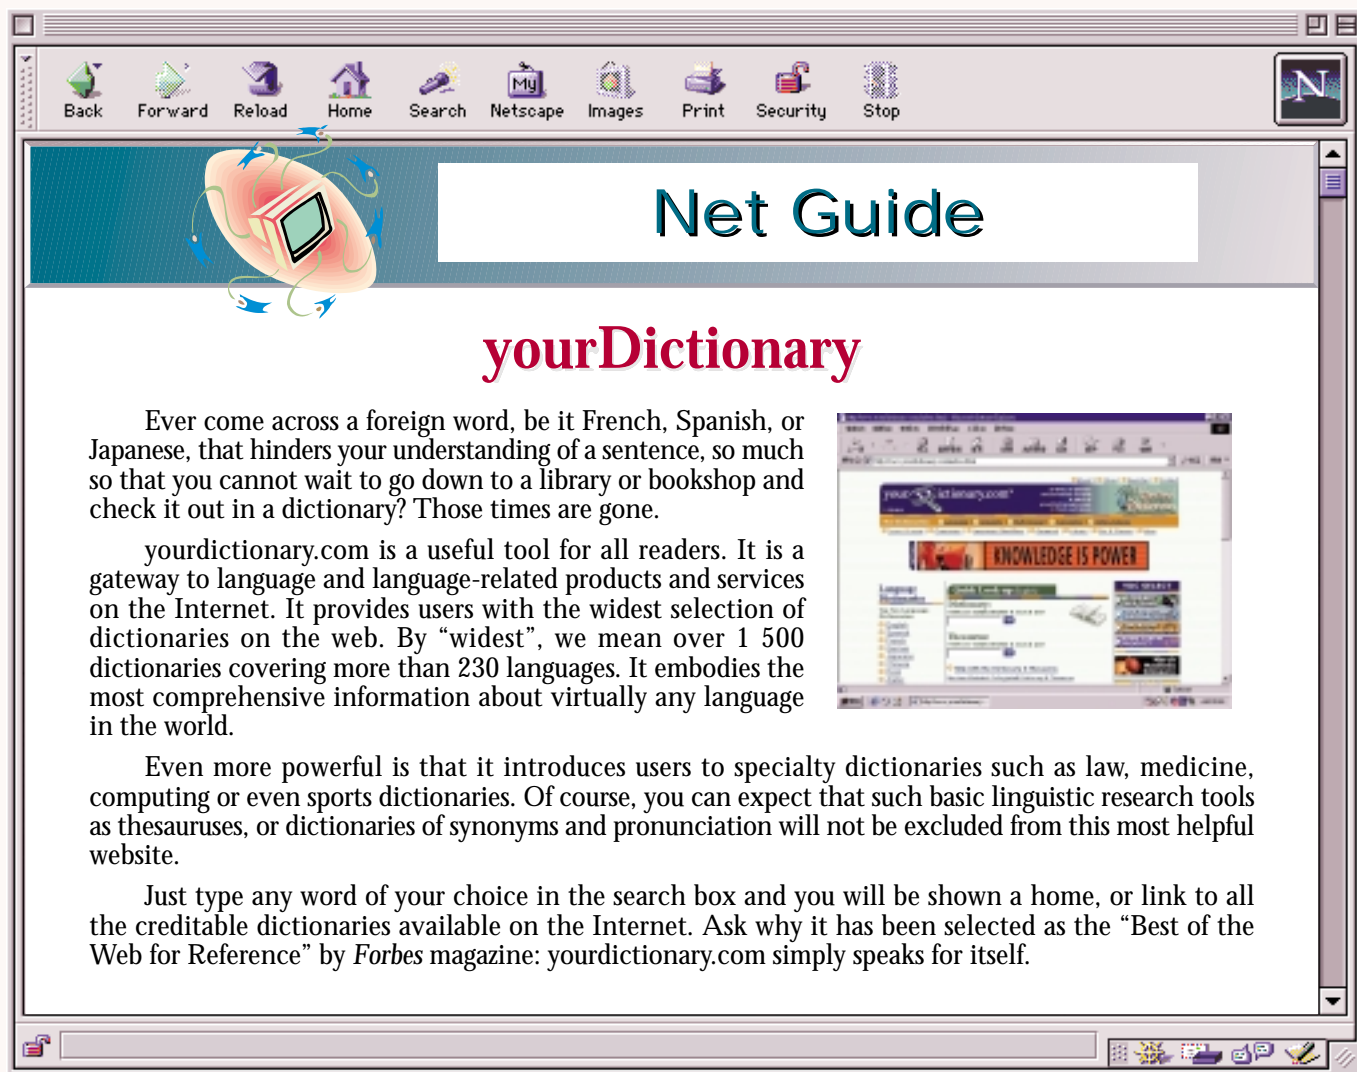 Back Forward Reload Home Search Netscape Images Print Security Stop
My
N
Net Guide
yourDictionary
Ever come across a foreign word, be it French, Spanish, or
Japanese, that hinders your understanding of a sentence, so much
so that you cannot wait to go down to a library or bookshop and
check it out in a dictionary? Those times are gone.
yourdictionary.com is a useful tool for all readers. It is a
gateway to language and language-related products and services
on the Internet. It provides users with the widest selection of
dictionaries on the web. By “widest”, we mean over 1 500
dictionaries covering more than 230 languages. It embodies the
most comprehensive information about virtually any language
in the world.
KNOWLEDGE IS POWER
Even more powerful is that it introduces users to specialty dictionaries such as law, medicine,
computing or even sports dictionaries. Of course, you can expect that such basic linguistic research tools
as thesauruses, or dictionaries of synonyms and pronunciation will not be excluded from this most helpful
website.
Just type any word of your choice in the search box and you will be shown a home, or link to all
the creditable dictionaries available on the Internet. Ask why it has been selected as the “Best of the
Web for Reference” by Forbes magazine: yourdictionary.com simply speaks for itself.